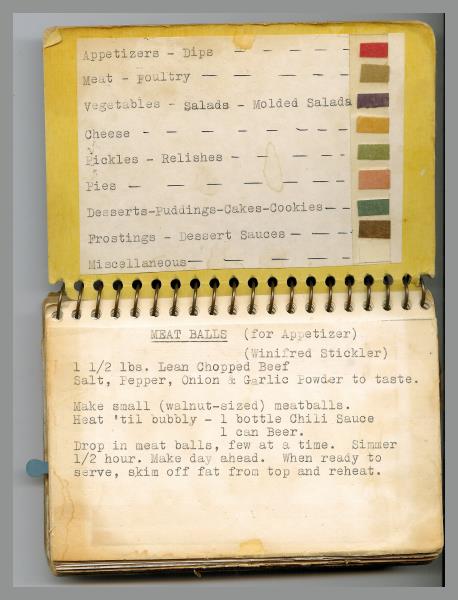 Appetizers - Dips — — —
Meat - Poultry — — — — —
Vegetables - Salads - Molded Salads
Cheese - — — — - — —
Pickles - Relishes - — — — —
Pies — — — — — — —
Desserts-Puddings-Cakes-Cookies— -
Frostings - Dessert Sauces — — —
Miscellaneous— — — — — —
MEAT BALLS (for Appetizer)
(Winifred Stickler)
1 1/2 lbs. Lean Chopped Beef
Salt, Pepper, Onion & Garlic Powder to taste.
Make small (walnut-sized) meatballs.
Heat 'til bubbly - 1 bottle Chili Sauce
1 can Beer.
Drop in meat balls, few at a time. Simmer
1/2 hour. Make day ahead. When ready to
serve, skim off fat from top and reheat.